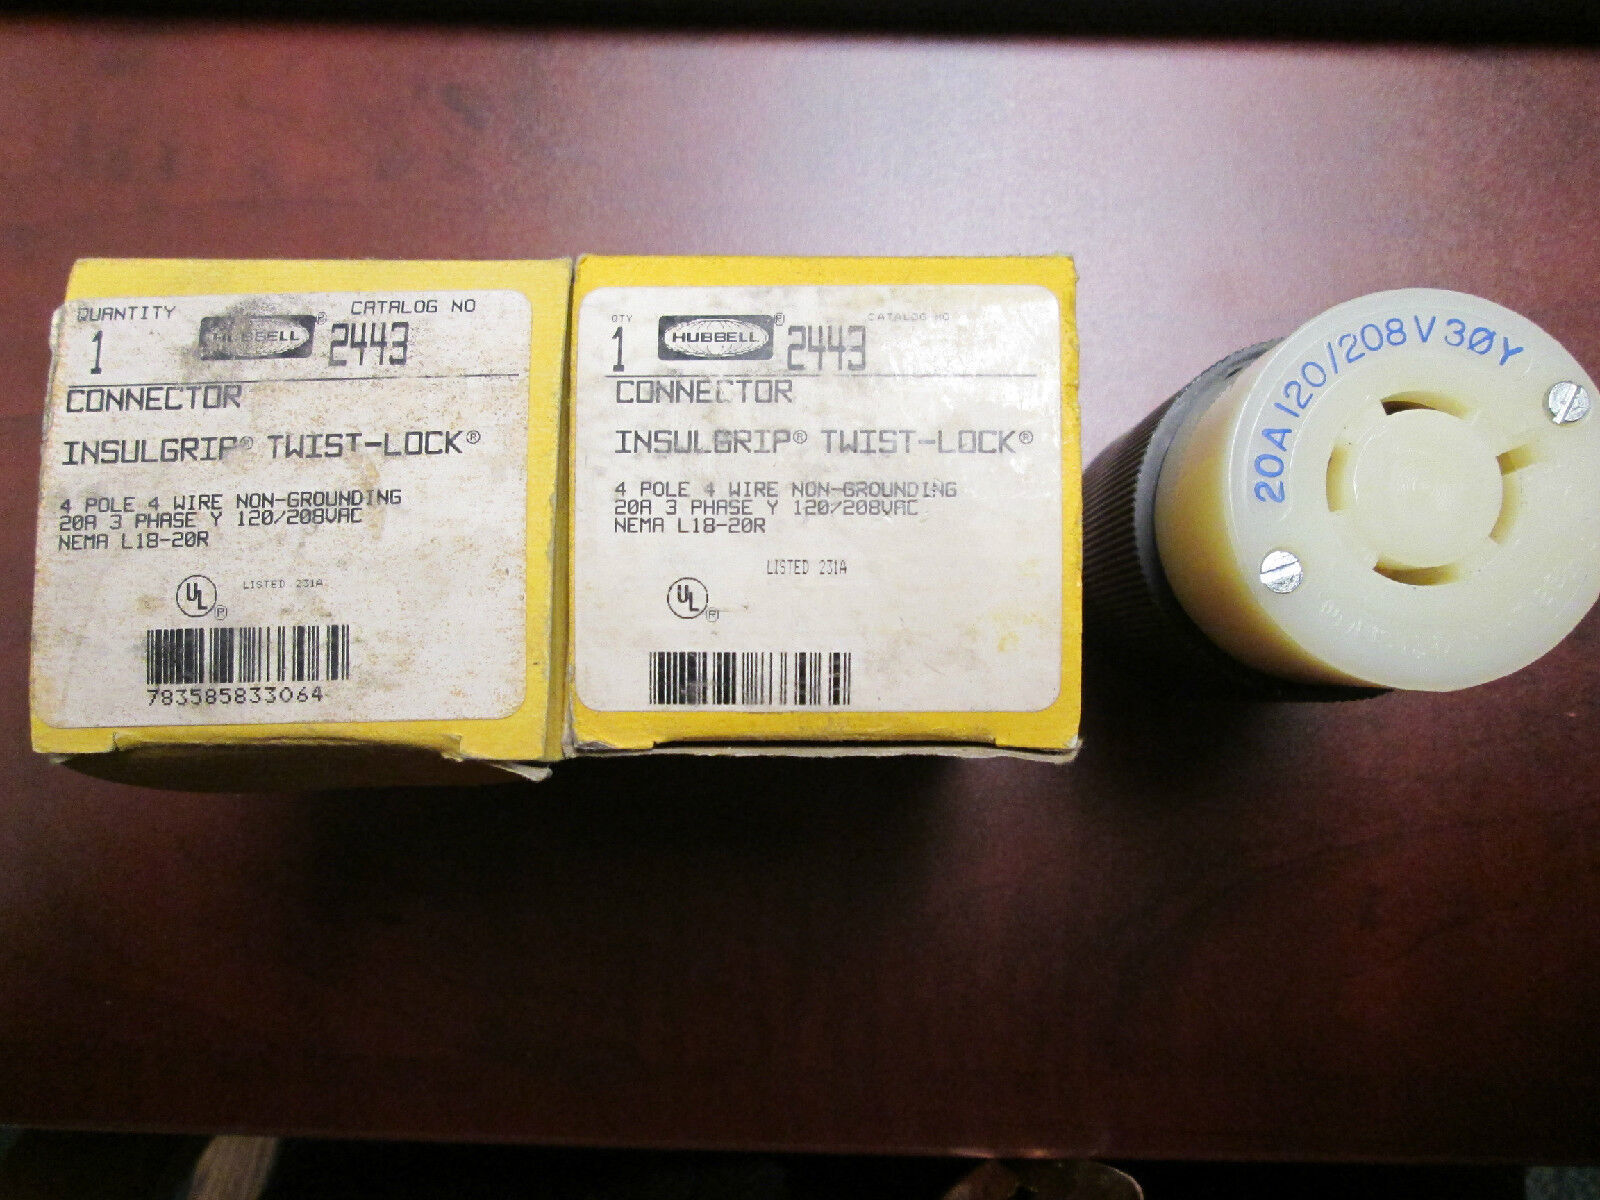 QUANTITY
1
HUBBELL®
CATALOG NO
2443
CONNECTOR
INSULGRIP® TWIST-LOCK®
4 POLE 4 WIRE NON-GROUNDING
20A 3 PHASE Y 120/208VAC
NEMA L18-20R
UL ®
LISTED 231A
783585833064
QTY
1
HUBBELL®
CATALOG NO
2443
CONNECTOR
INSULGRIP® TWIST-LOCK®
4 POLE 4 WIRE NON-GROUNDING
20A 3 PHASE Y 120/208VAC
NEMA L18-20R
LISTED 231A
UL ®
20A 120/208V 3ØY